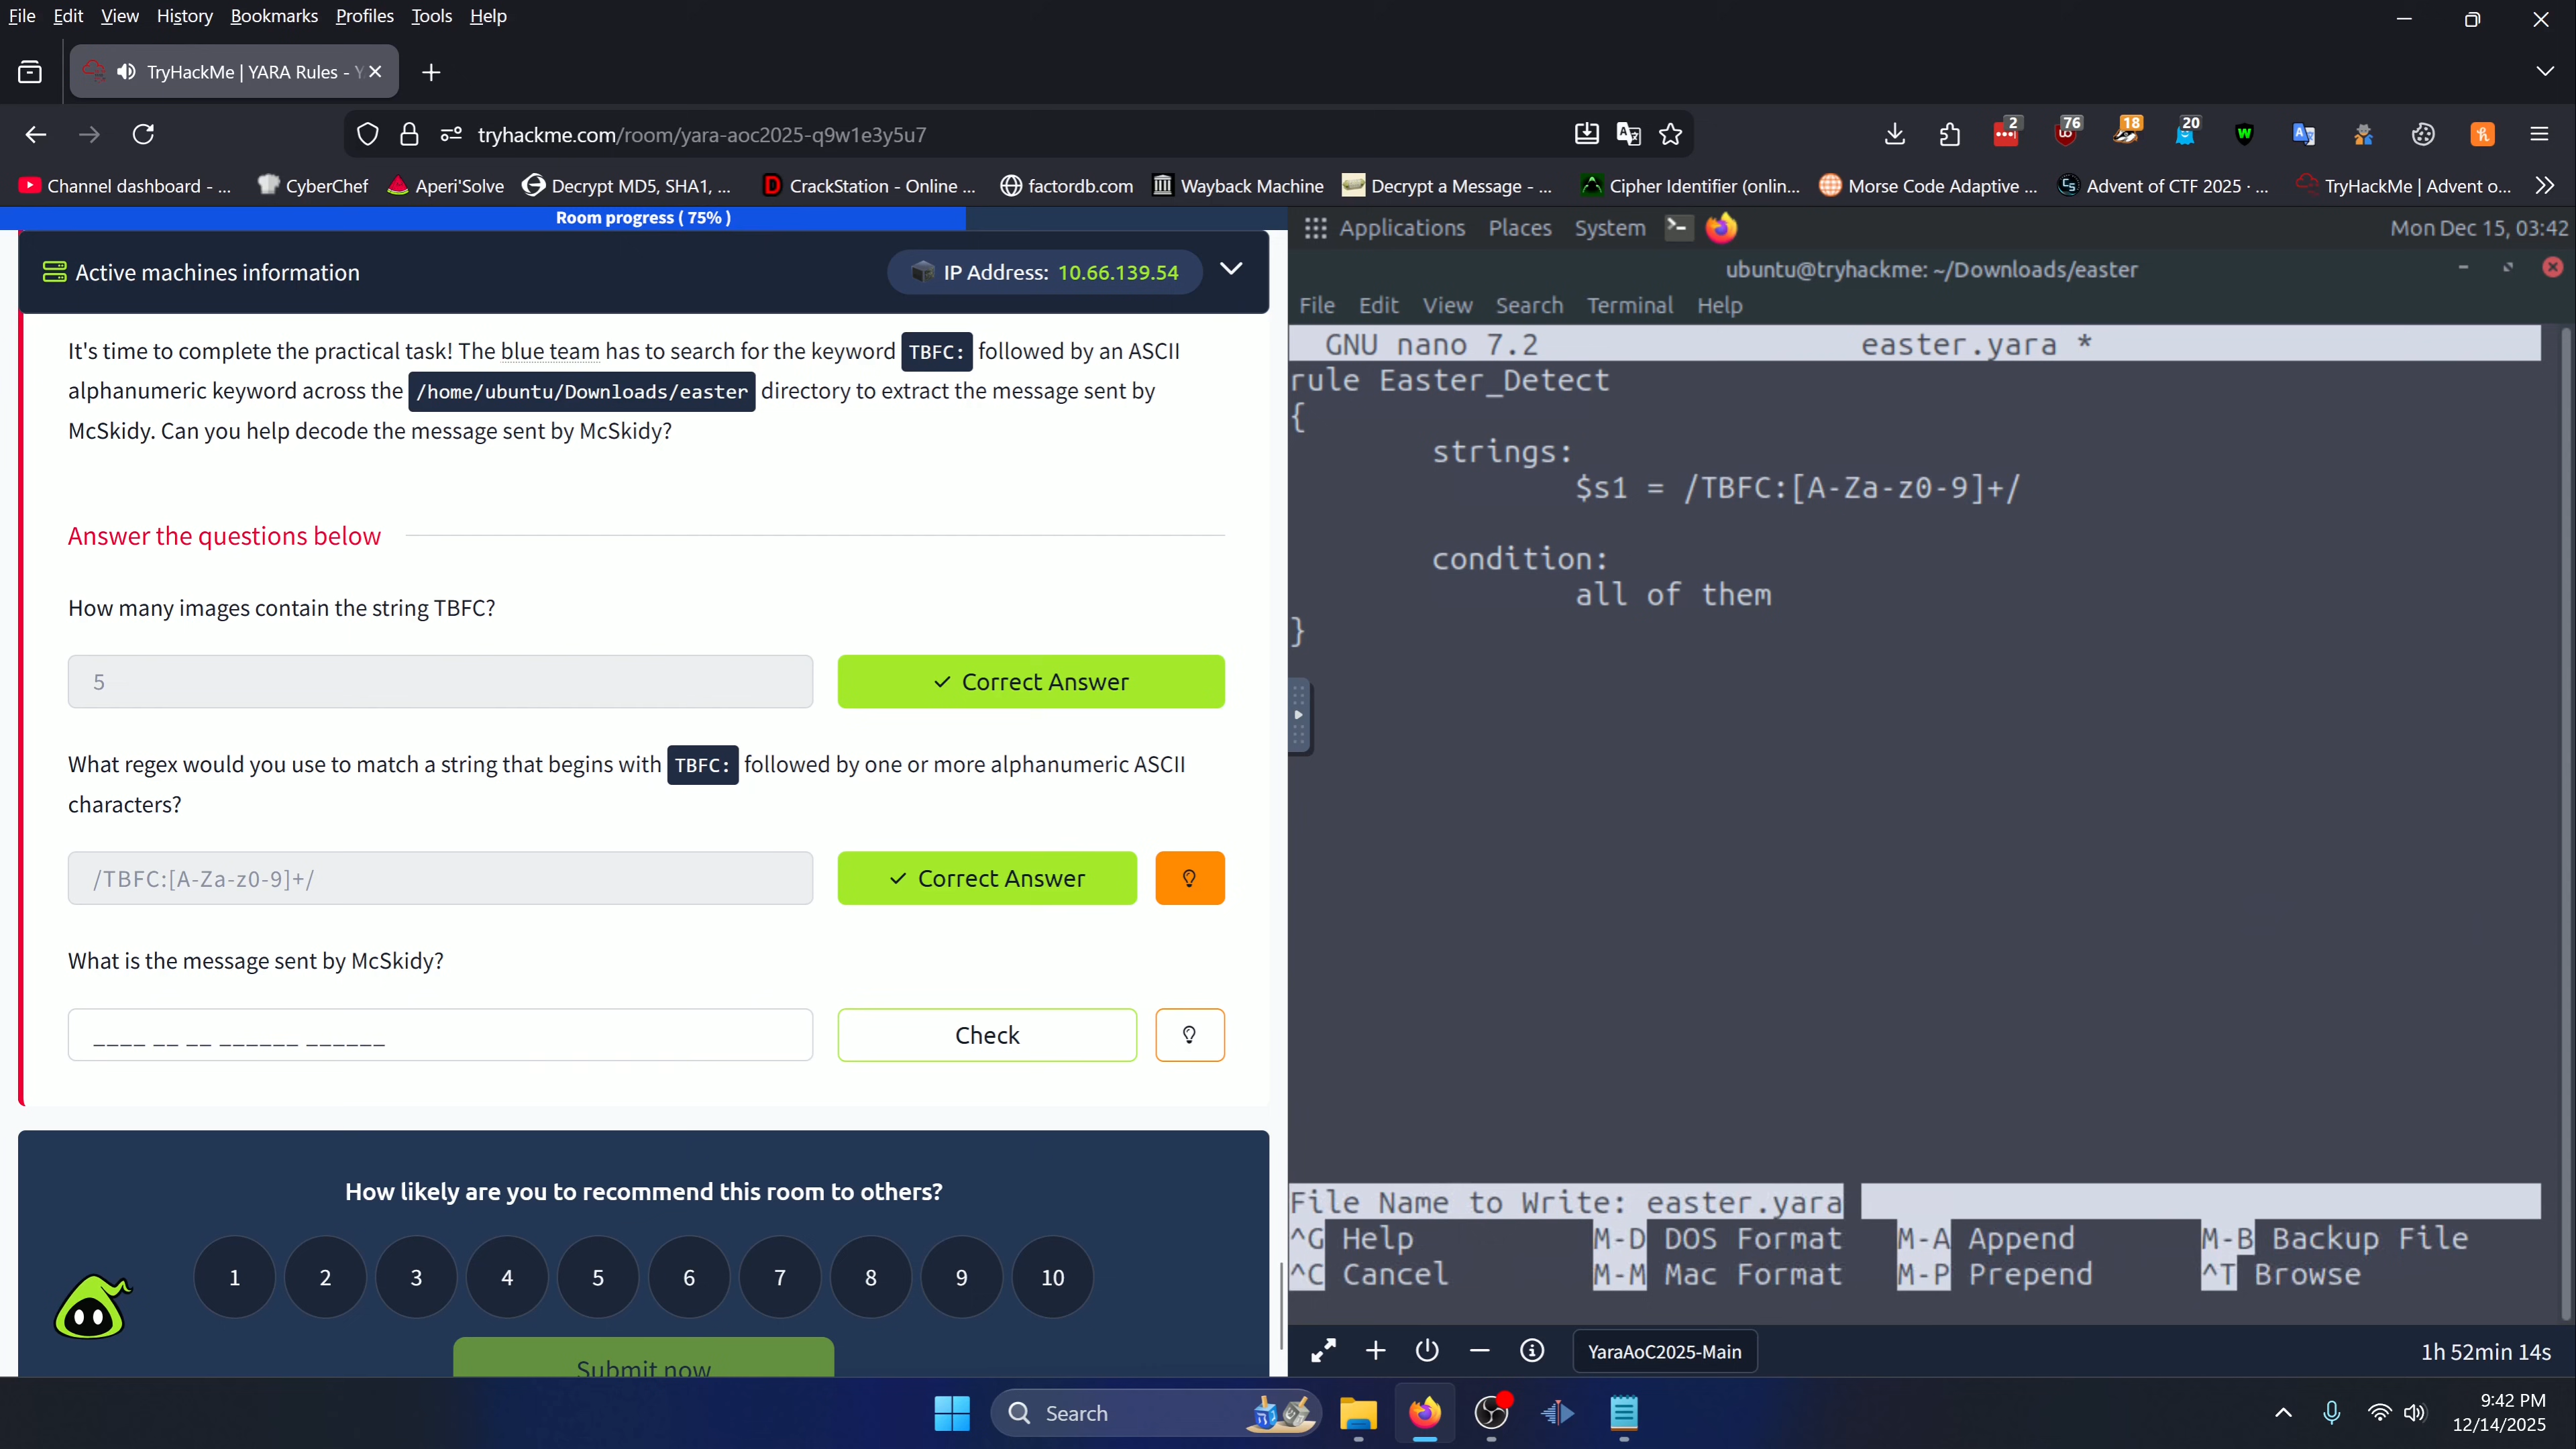 File Edit View History Bookmarks Profiles Tools Help
TryHackMe | YARA Rules - Y
tryhackme.com/room/yara-aoc2025-q9w1e3y5u7
2 76 18 20
Channel dashboard - ... CyberChef Aperi'Solve Decrypt MD5, SHA1, ... CrackStation - Online ... factordb.com Wayback Machine Decrypt a Message - ... Cipher Identifier (onlin... Morse Code Adaptive ... Advent of CTF 2025 · ... TryHackMe | Advent o...
Room progress ( 75% )
Active machines information
IP Address: 10.66.139.54
It's time to complete the practical task! The blue team has to search for the keyword TBFC: followed by an ASCII
alphanumeric keyword across the /home/ubuntu/Downloads/easter directory to extract the message sent by
McSkidy. Can you help decode the message sent by McSkidy?
Answer the questions below
How many images contain the string TBFC?
5
✓ Correct Answer
What regex would you use to match a string that begins with TBFC: followed by one or more alphanumeric ASCII
characters?
/TBFC:[A-Za-z0-9]+/
✓ Correct Answer
What is the message sent by McSkidy?
____ __ __ ______ ______
Check
How likely are you to recommend this room to others?
1 2 3 4 5 6 7 8 9 10
Submit now
Applications Places System
Mon Dec 15, 03:42
ubuntu@tryhackme: ~/Downloads/easter
File Edit View Search Terminal Help
GNU nano 7.2 easter.yara *
rule Easter_Detect
{
strings:
$s1 = /TBFC:[A-Za-z0-9]+/
condition:
all of them
}
File Name to Write: easter.yara
^G Help M-D DOS Format M-A Append M-B Backup File
^C Cancel M-M Mac Format M-P Prepend ^T Browse
YaraAoC2025-Main
1h 52min 14s
Search
9:42 PM
12/14/2025